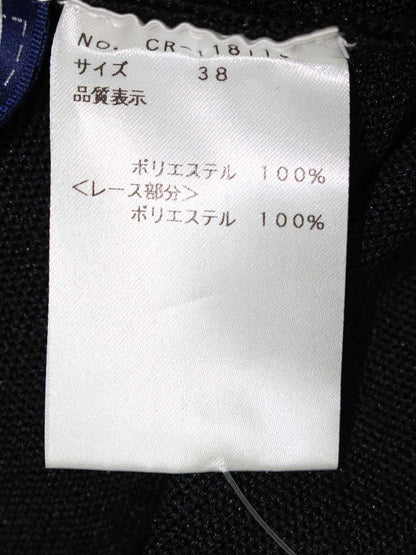 No. CR-
サイズ 38
品質表示
ポリエステル 100%
<レース部分>
ポリエステル 100%